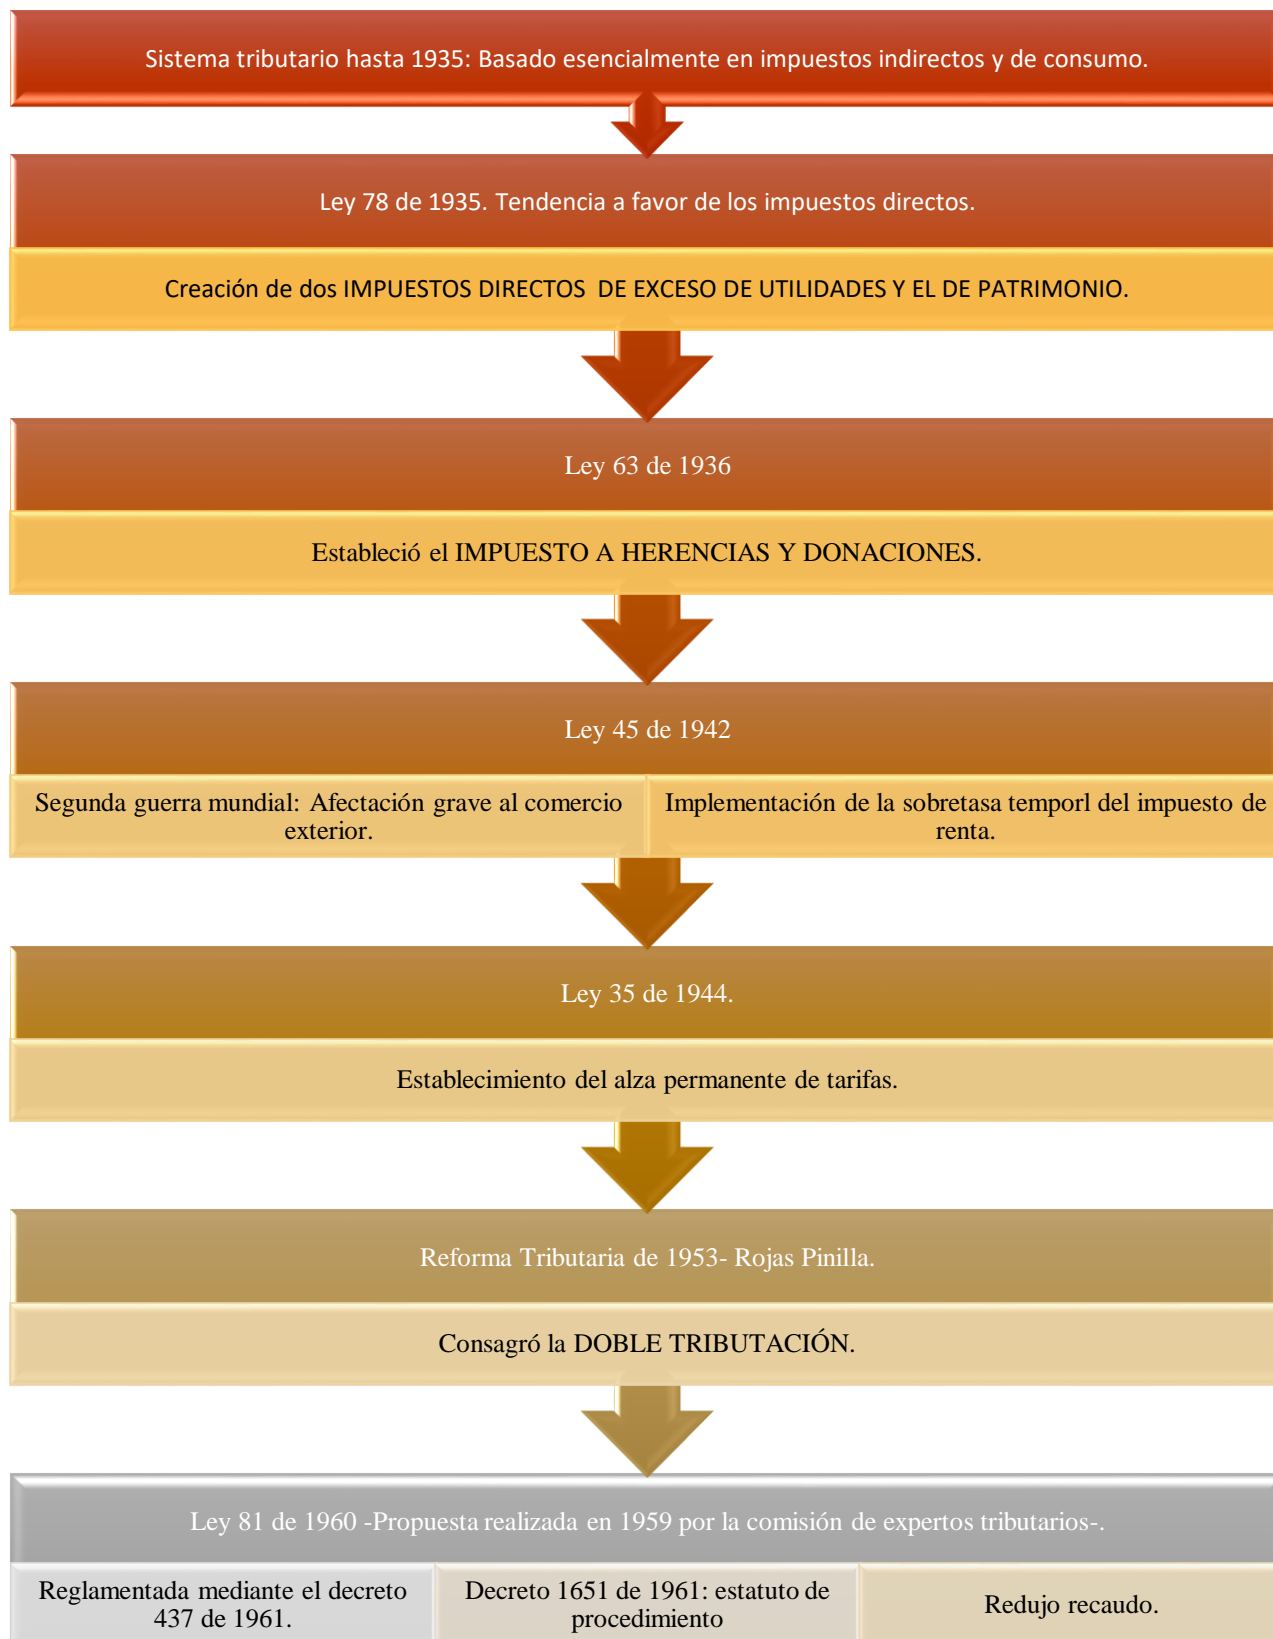 Sistema tributario hasta 1935: Basado esencialmente en impuestos indirectos y de consumo.
Ley 78 de 1935. Tendencia a favor de los impuestos directos.
Creación de dos IMPUESTOS DIRECTOS  DE EXCESO DE UTILIDADES Y EL DE PATRIMONIO.
Ley 63 de 1936
Estableció el IMPUESTO A HERENCIAS Y DONACIONES.
Ley 45 de 1942
Segunda guerra mundial: Afectación grave al comercio
exterior.
Implementación de la sobretasa temporl del impuesto de
renta.
Ley 35 de 1944.
Establecimiento del alza permanente de tarifas.
Reforma Tributaria de 1953- Rojas Pinilla.
Consagró la DOBLE TRIBUTACIÓN.
Ley 81 de 1960 -Propuesta realizada en 1959 por la comisión de expertos tributarios-.
Reglamentada mediante el decreto
437 de 1961.
Decreto 1651 de 1961: estatuto de
procedimiento
Redujo recaudo.